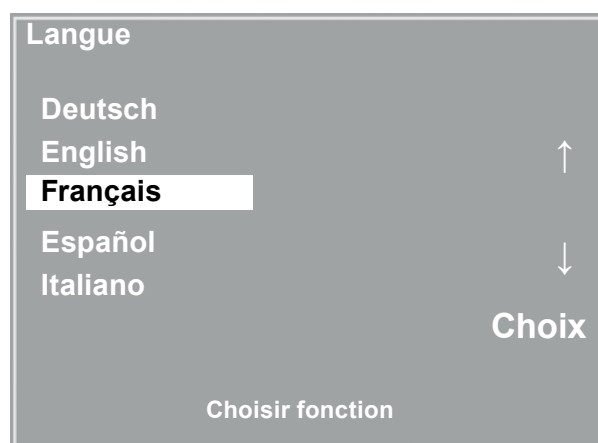 Langue
Deutsch
English
↑
Français
Español
↓
Italiano
Choix
Choisir fonction